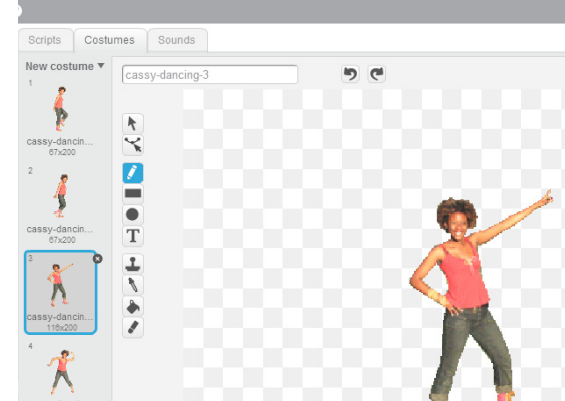 Scripts Costumes Sounds
New costume
cassy-dancing-3
1
cassy-dancin...
67x200
2
cassy-dancin...
67x200
3
cassy-dancin...
116x200
4
T